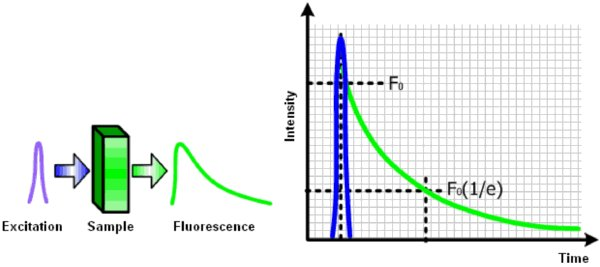 Excitation
Sample
Fluorescence
Intensity
F₀
F₀(1/e)
Time